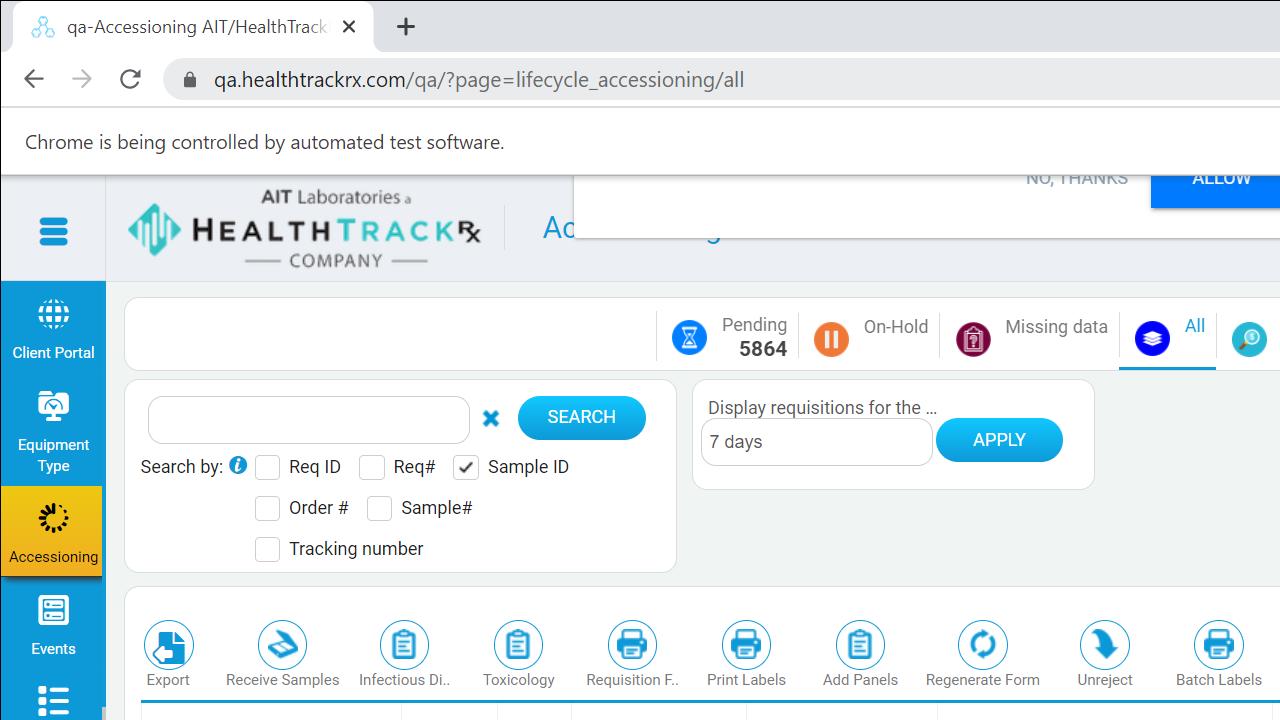 qa-Accessioning AIT/HealthTrack
qa.healthtrackrx.com/qa/?page=lifecycle_accessioning/all
Chrome is being controlled by automated test software.
NO, THANKS ALLOW
AIT Laboratories a
HEALTHTRACKRx
COMPANY
Client Portal
Equipment
Type
Accessioning
Events
Pending
5864
On-Hold
Missing data
All
SEARCH
Search by: i Req ID Req# Sample ID
Order # Sample#
Tracking number
Display requisitions for the ...
7 days
APPLY
Export Receive Samples Infectious Di.. Toxicology Requisition F.. Print Labels Add Panels Regenerate Form Unreject Batch Labels